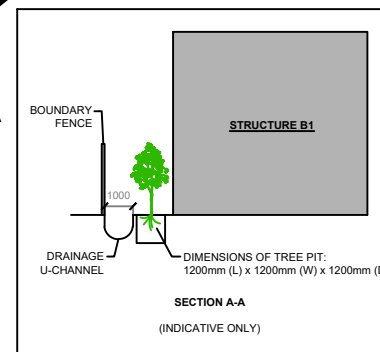 BOUNDARY
FENCE
STRUCTURE B1
1000
DRAINAGE
U-CHANNEL
DIMENSIONS OF TREE PIT:
1200mm (L) x 1200mm (W) x 1200mm (
SECTION A-A
(INDICATIVE ONLY)